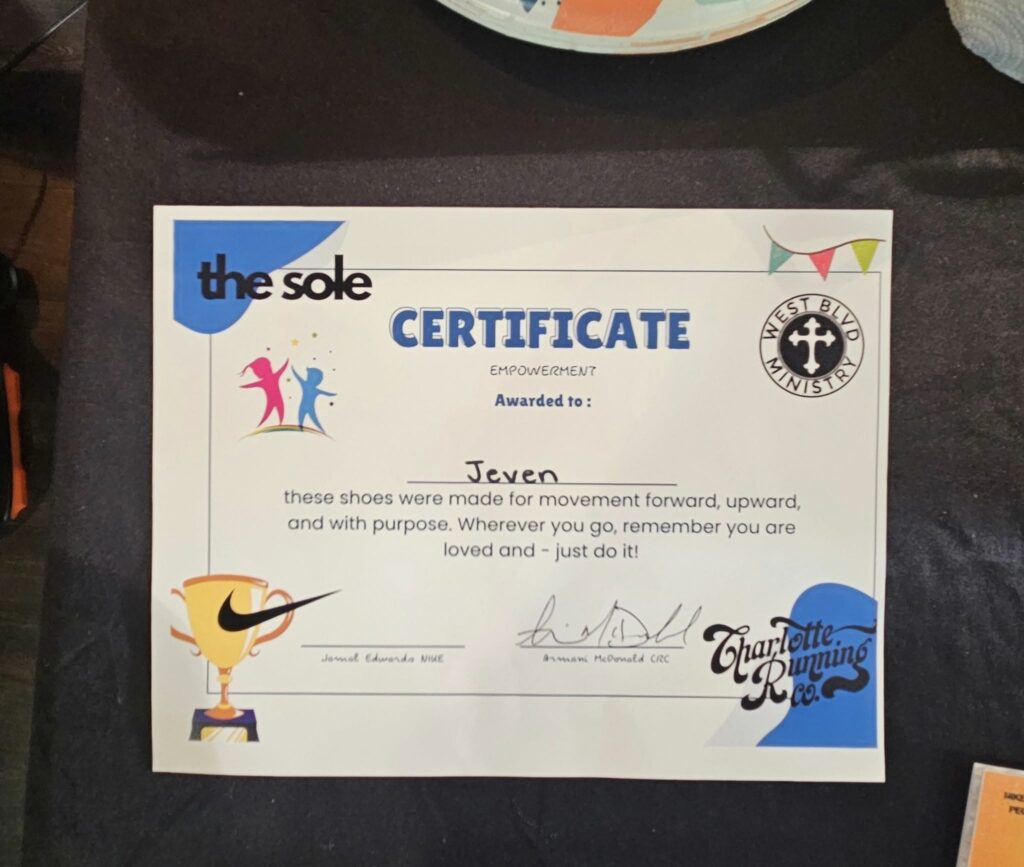 the sole
CERTIFICATE
EMPOWERMENT
Awarded to :
WEST BLVD
MINISTRY
Jeven
these shoes were made for movement forward, upward,
and with purpose. Wherever you go, remember you are
loved and - just do it!
Jamal Edwards NIKE
Armani McDonald CRC
Charlotte
Running
co.